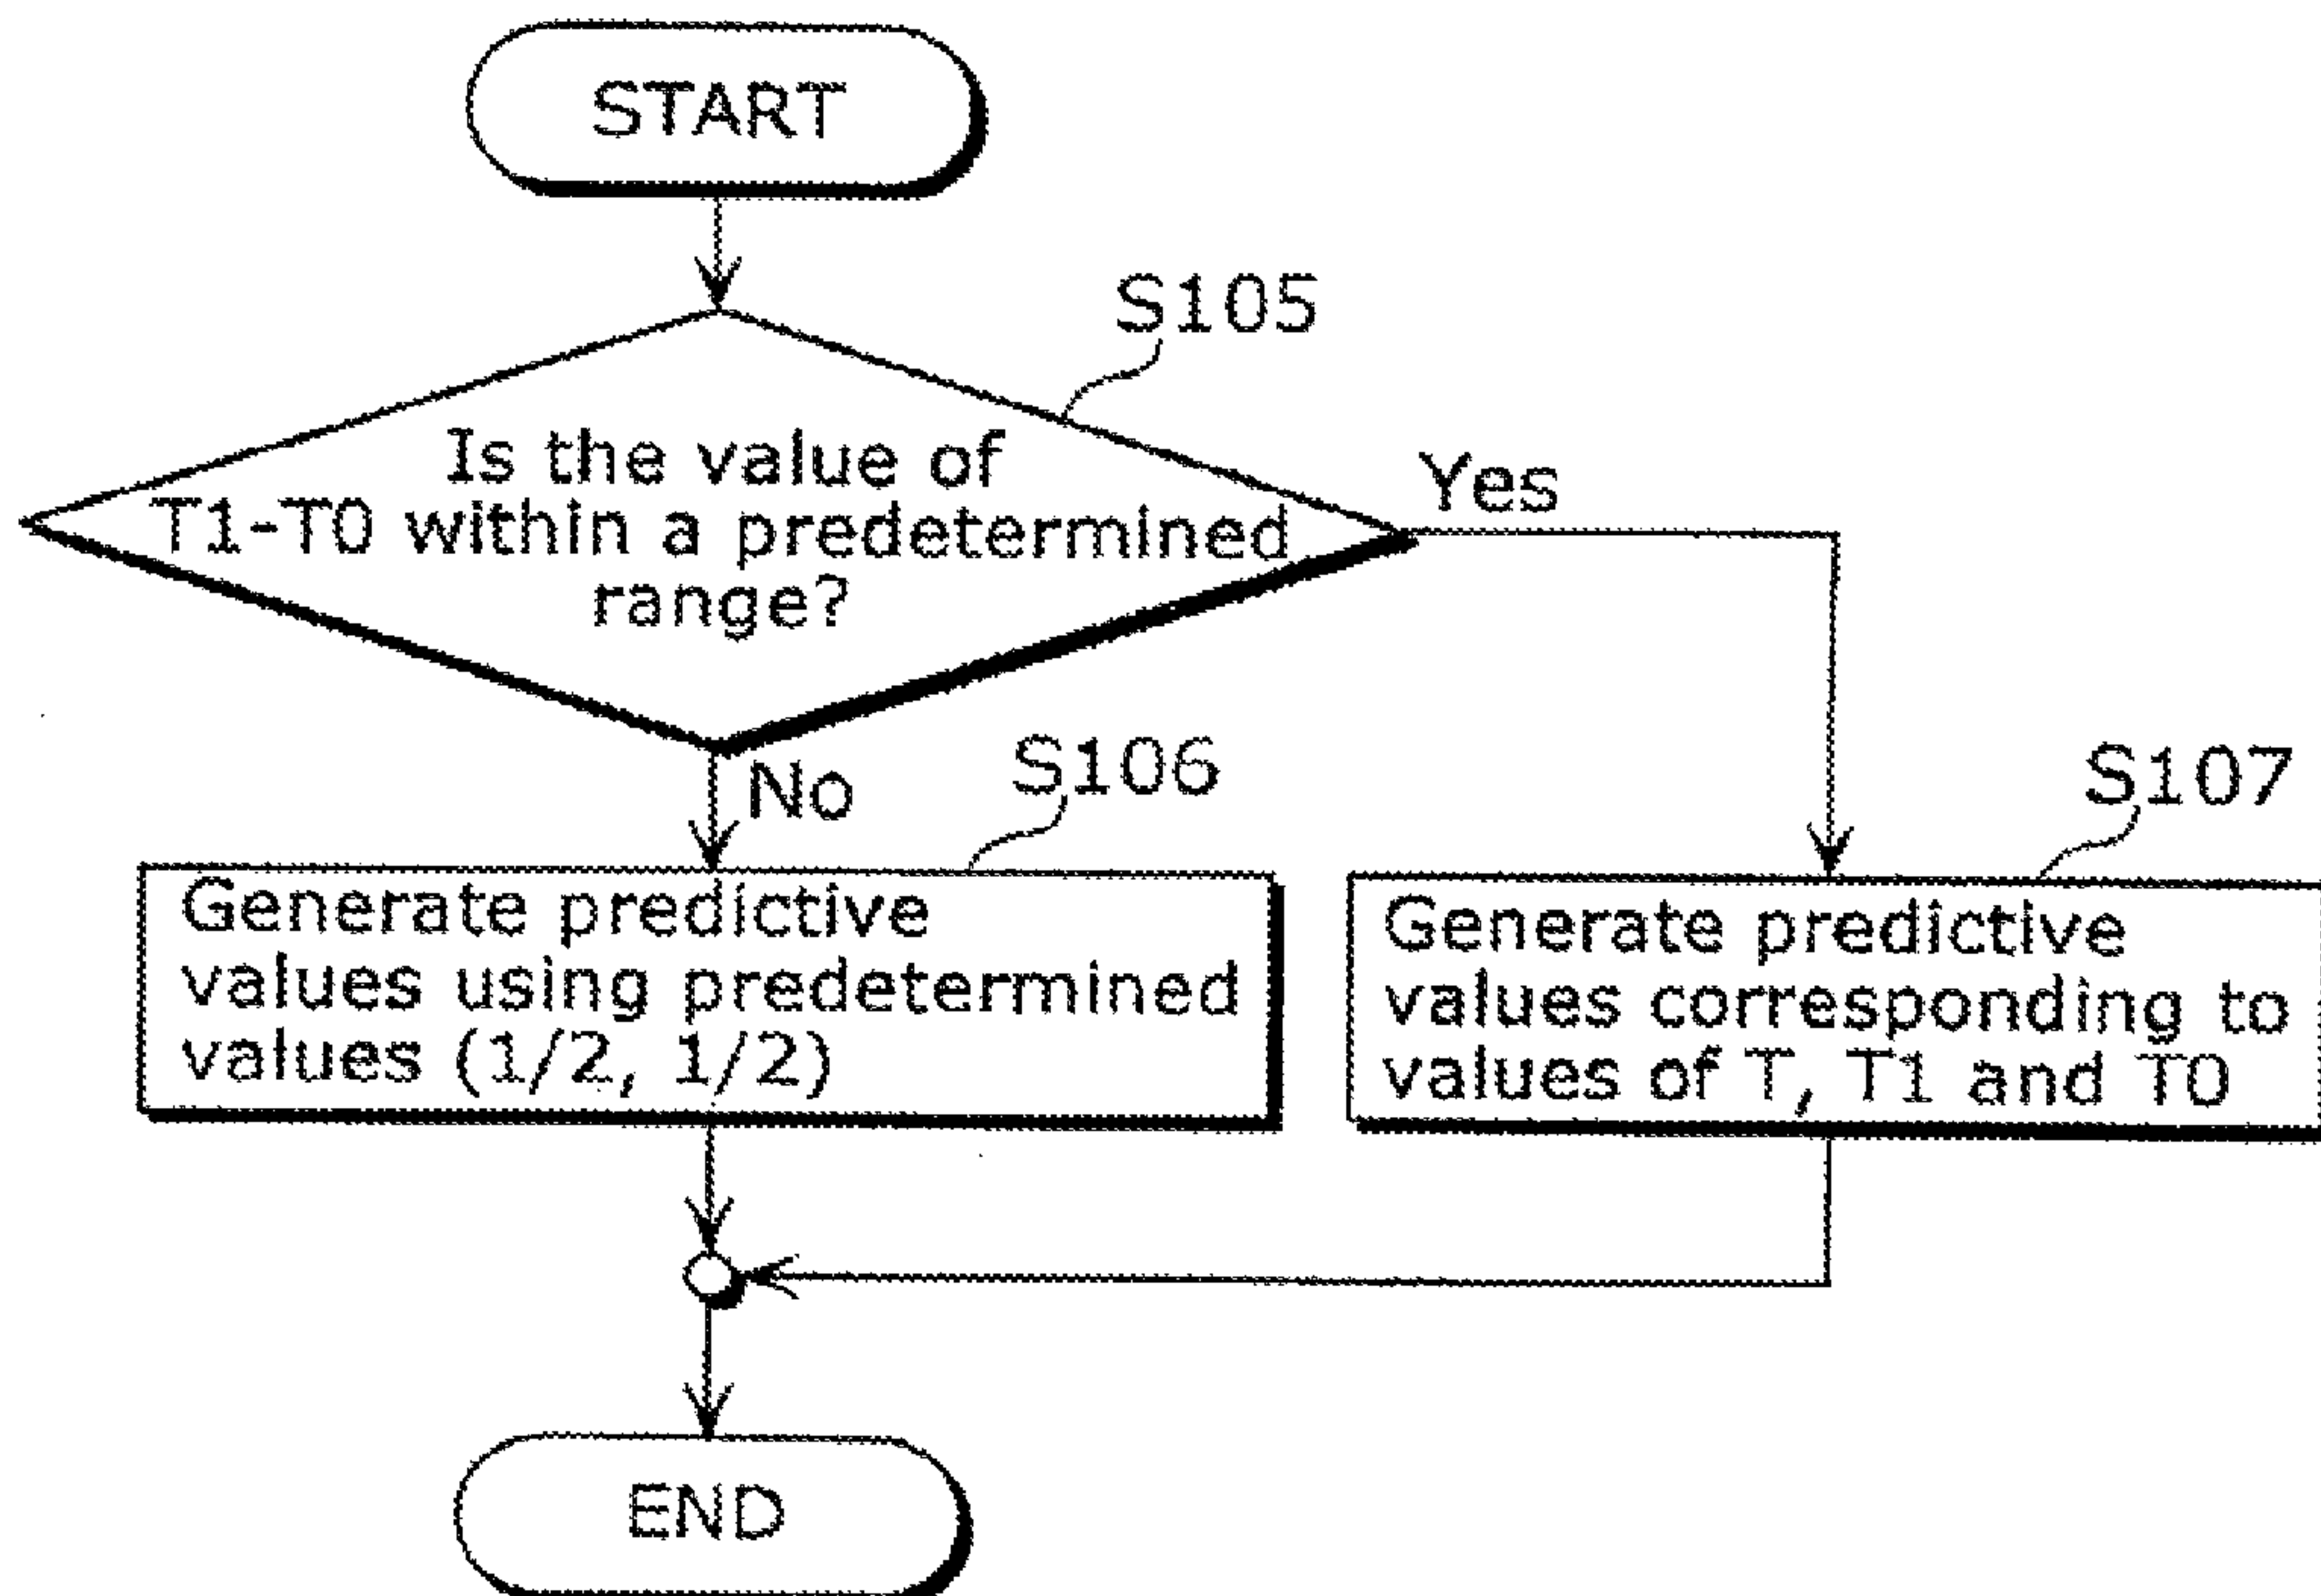 START
S105
Is the value of
T1-T0 within a predetermined
range?
Yes
No
S106
S107
Generate predictive
values using predetermined
values (1/2, 1/2)
Generate predictive
values corresponding to
values of T, T1 and T0
END